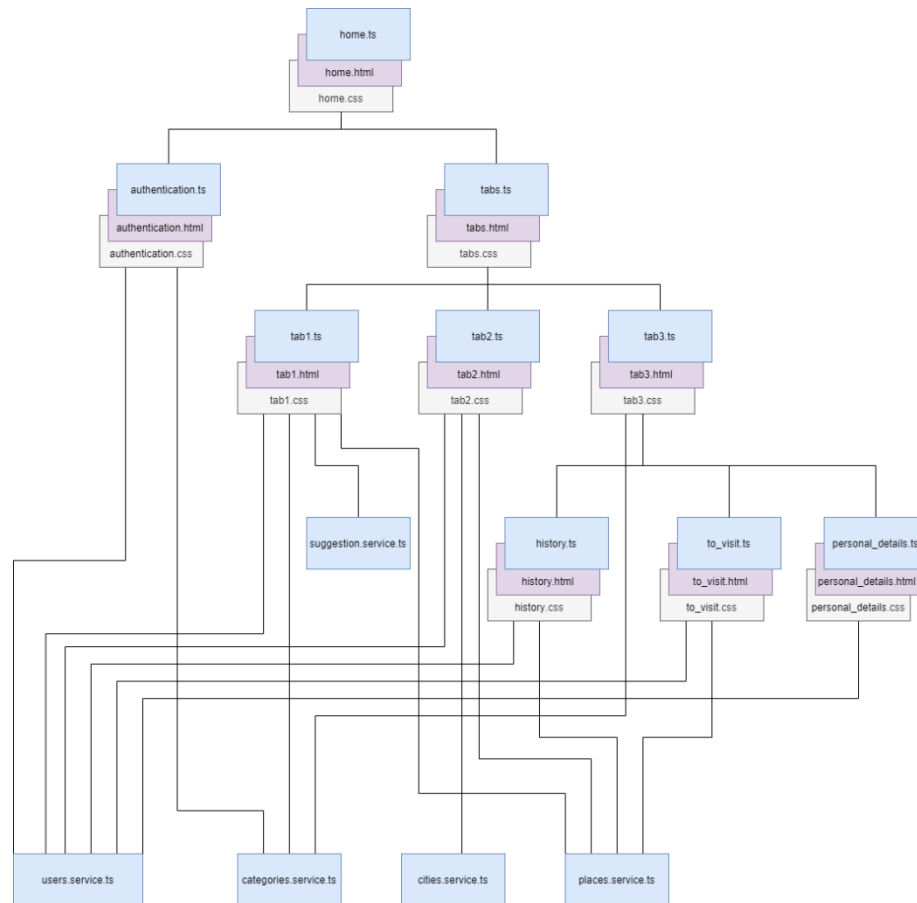 home.ts
home.html
home.css
authentication.ts
authentication.html
authentication.css
tabs.ts
tabs.html
tabs.css
tab1.ts
tab1.html
tab1.css
tab2.ts
tab2.html
tab2.css
tab3.ts
tab3.html
tab3.css
suggestion.service.ts
history.ts
history.html
history.css
to_visit.ts
to_visit.html
to_visit.css
personal_details.ts
personal_details.html
personal_details.css
users.service.ts
categories.service.ts
cities.service.ts
places.service.ts